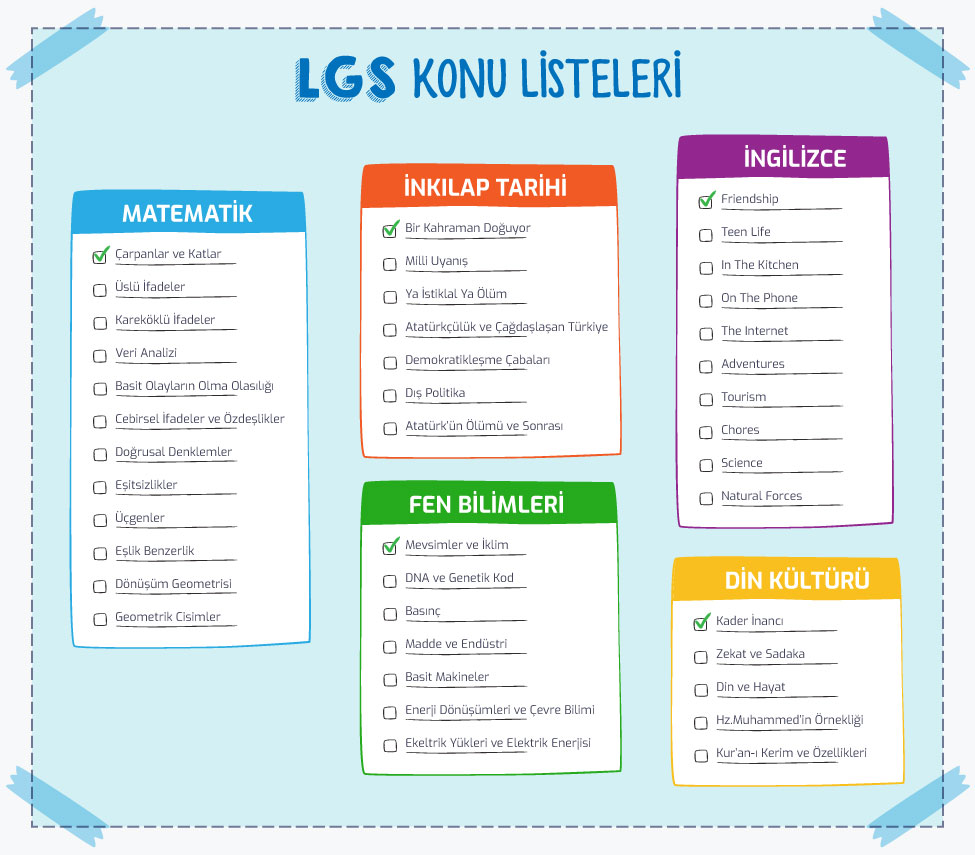 LGS KONU LİSTELERİ
MATEMATİK
Çarpanlar ve Katlar
Üslü İfadeler
Kareköklü İfadeler
Veri Analizi
Basit Olayların Olma Olasılığı
Cebirsel İfadeler ve Özdeşlikler
Doğrusal Denklemler
Eşitsizlikler
Üçgenler
Eşlik Benzerlik
Dönüşüm Geometrisi
Geometrik Cisimler
İNKILAP TARİHİ
Bir Kahraman Doğuyor
Milli Uyanış
Ya İstiklal Ya Ölüm
Atatürkçülük ve Çağdaşlaşan Türkiye
Demokratikleşme Çabaları
Dış Politika
Atatürk'ün Ölümü ve Sonrası
FEN BİLİMLERİ
Mevsimler ve İklim
DNA ve Genetik Kod
Basınç
Madde ve Endüstri
Basit Makineler
Enerji Dönüşümleri ve Çevre Bilimi
Ekeltrik Yükleri ve Elektrik Enerjisi
İNGİLİZCE
Friendship
Teen Life
In The Kitchen
On The Phone
The Internet
Adventures
Tourism
Chores
Science
Natural Forces
DİN KÜLTÜRÜ
Kader İnancı
Zekat ve Sadaka
Din ve Hayat
Hz.Muhammed'in Örnekliği
Kur'an-ı Kerim ve Özellikleri